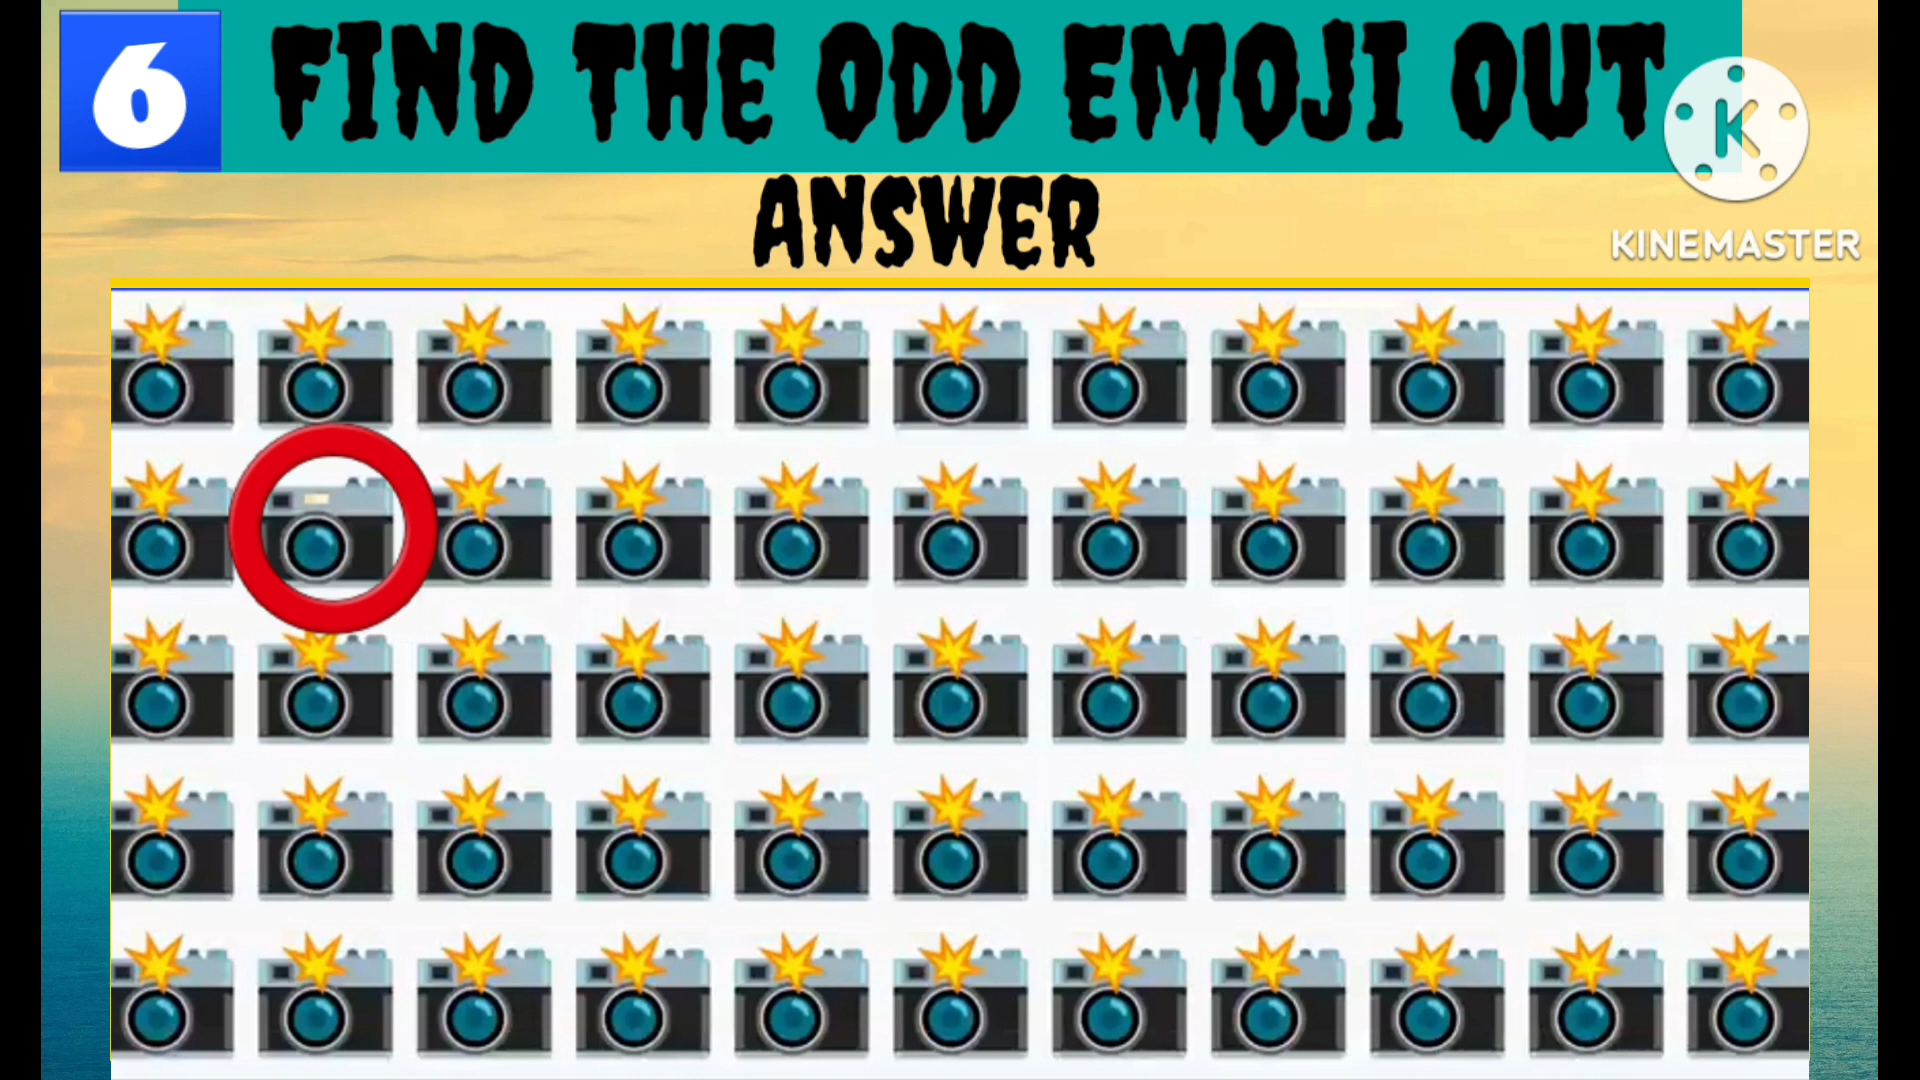 6
FIND THE ODD EMOJI OUT
K
KINEMASTER
ANSWER